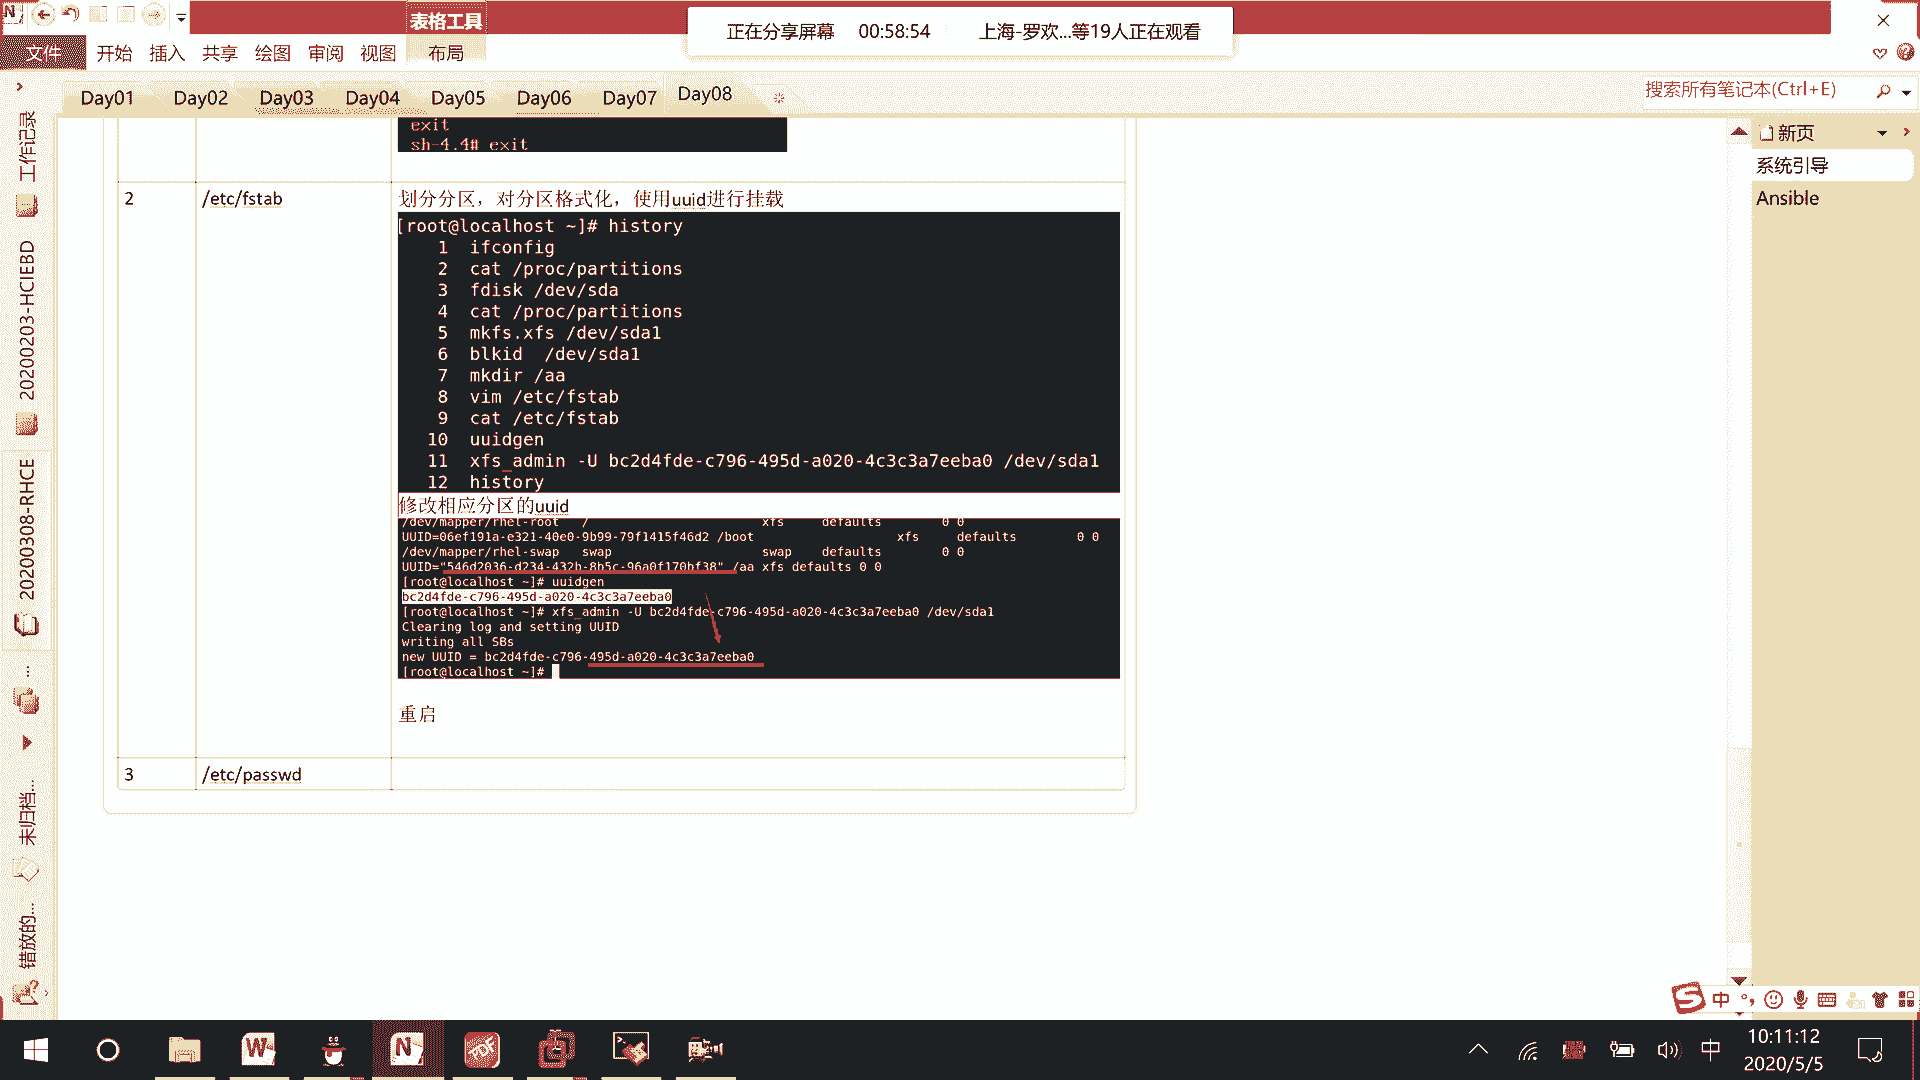 表格工具
正在分享屏幕 00:58:54 上海-罗欢...等19人正在观看
文件 开始 插入 共享 绘图 审阅 视图 布局
Day01 Day02 Day03 Day04 Day05 Day06 Day07 Day08
搜索所有笔记本(Ctrl+E)
工作记录
20200203-HCIEBD
20200308-RHCE
...
未归档...
错放的...
新页
系统引导
Ansible
exit
sh-4.4# exit
2 /etc/fstab 划分分区，对分区格式化，使用uuid进行挂载
[root@localhost ~]# history
1 ifconfig
2 cat /proc/partitions
3 fdisk /dev/sda
4 cat /proc/partitions
5 mkfs.xfs /dev/sda1
6 blkid /dev/sda1
7 mkdir /aa
8 vim /etc/fstab
9 cat /etc/fstab
10 uuidgen
11 xfs_admin -U bc2d4fde-c796-495d-a020-4c3c3a7eeba0 /dev/sda1
12 history
修改相应分区的uuid
/dev/mapper/rhel-root / xfs defaults 0 0
UUID=06ef191a-e321-40e0-9b99-79f1415f46d2 /boot xfs defaults 0 0
/dev/mapper/rhel-swap swap swap defaults 0 0
UUID="546d2036-d234-432b-8b5c-96a0f170bf38" /aa xfs defaults 0 0
[root@localhost ~]# uuidgen
bc2d4fde-c796-495d-a020-4c3c3a7eeba0
[root@localhost ~]# xfs_admin -U bc2d4fde-c796-495d-a020-4c3c3a7eeba0 /dev/sda1
Clearing log and setting UUID
writing all SBs
new UUID = bc2d4fde-c796-495d-a020-4c3c3a7eeba0
[root@localhost ~]#
重启
3 /etc/passwd
中
中
10:11:12
2020/5/5